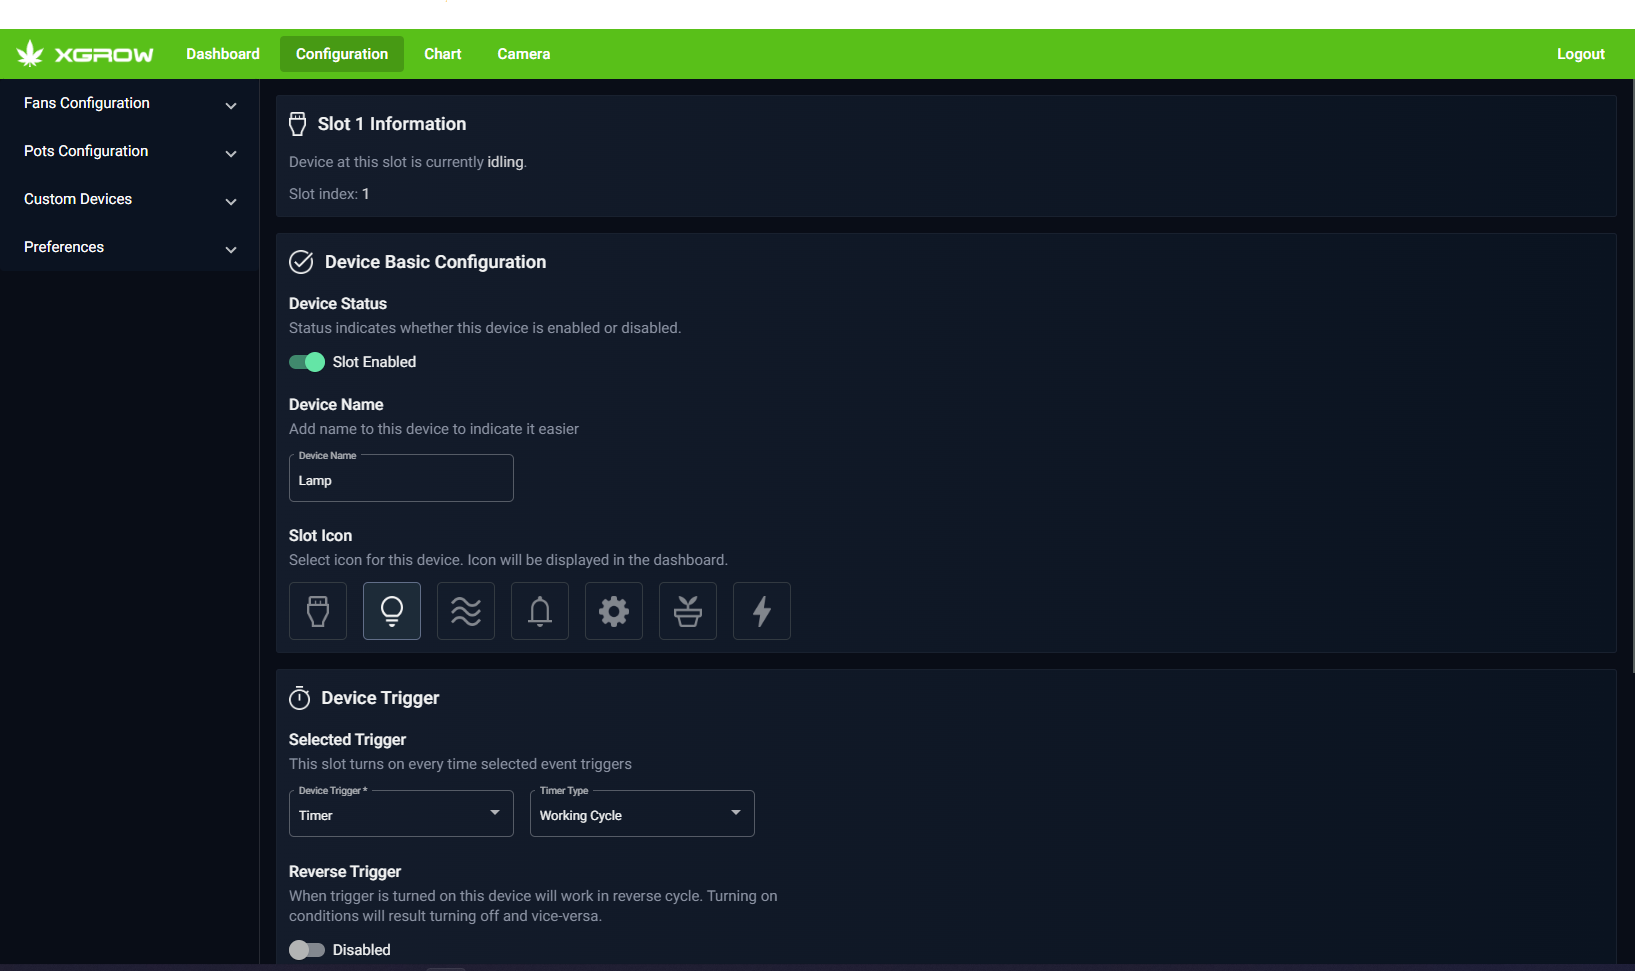 XGROW Dashboard Configuration Chart Camera Logout
Fans Configuration
Pots Configuration
Custom Devices
Preferences
Slot 1 Information
Device at this slot is currently idling.
Slot index: 1
Device Basic Configuration
Device Status
Status indicates whether this device is enabled or disabled.
Slot Enabled
Device Name
Add name to this device to indicate it easier
Device Name
Lamp
Slot Icon
Select icon for this device. Icon will be displayed in the dashboard.
Device Trigger
Selected Trigger
This slot turns on every time selected event triggers
Device Trigger * Timer Type
Timer Working Cycle
Reverse Trigger
When trigger is turned on this device will work in reverse cycle. Turning on
conditions will result turning off and vice-versa.
Disabled